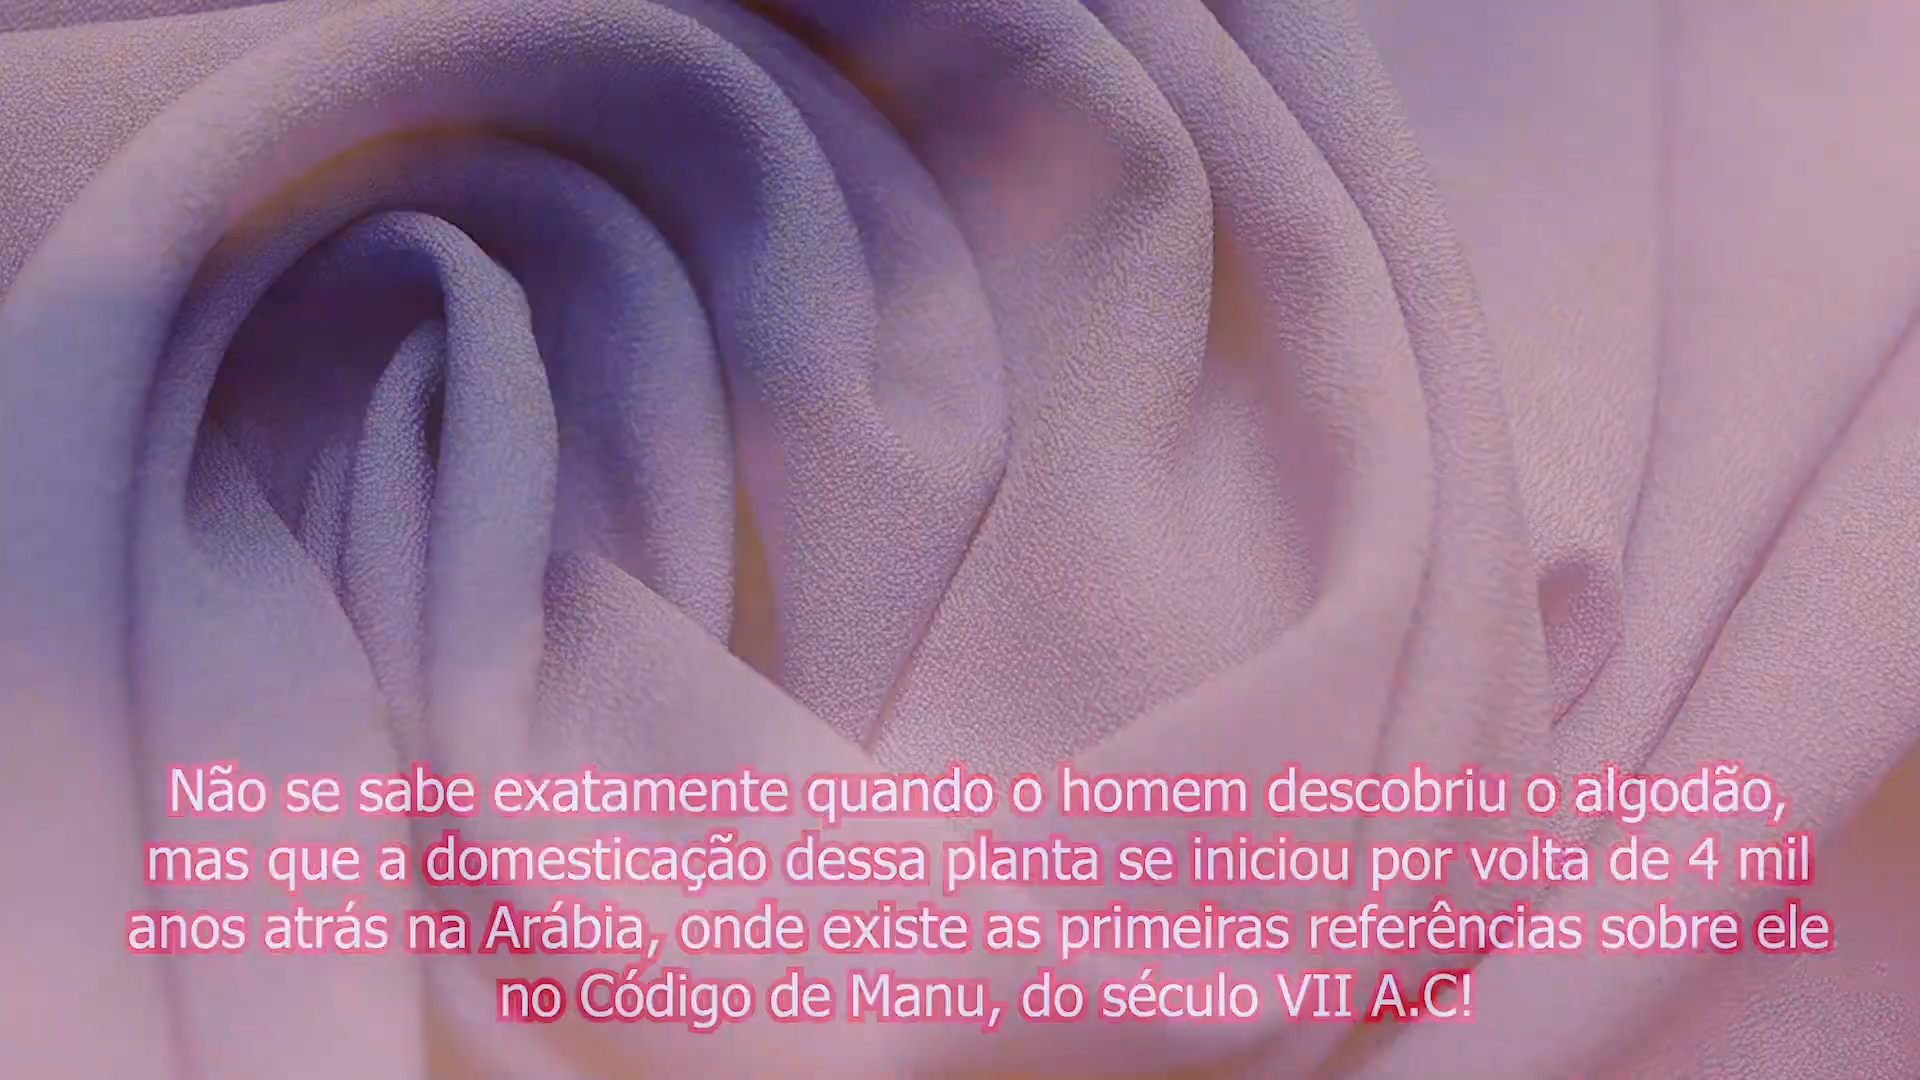 Não se sabe exatamente quando o homem descobriu o algodão,
mas que a domesticação dessa planta se iniciou por volta de 4 mil
anos atrás na Arábia, onde existe as primeiras referências sobre ele
no Código de Manu, do século VII A.C!